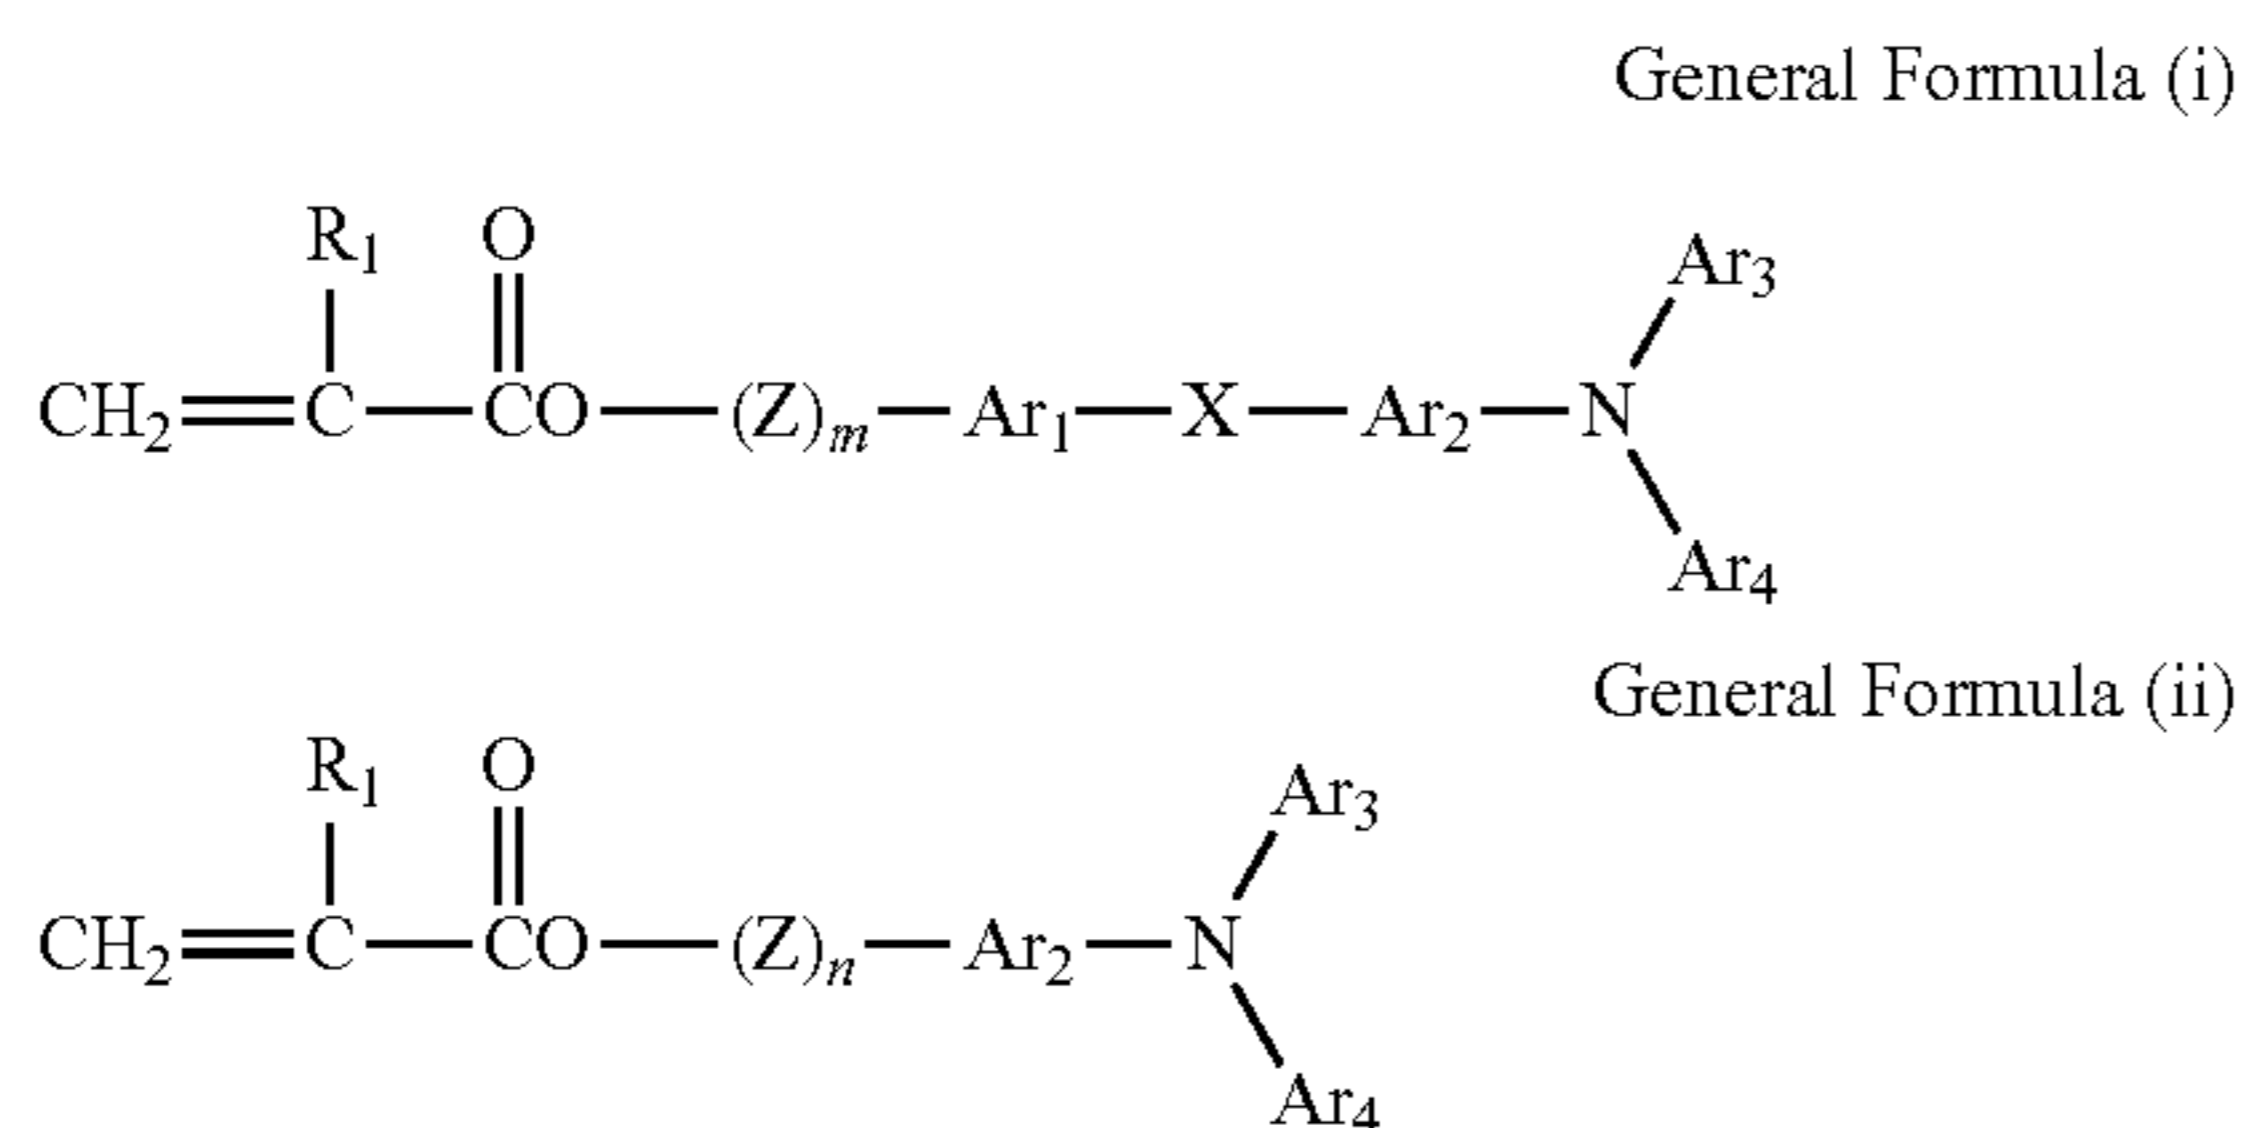 General Formula (i)
R1 O
Ar3
CH2=C—CO—(Z)m—Ar1—X—Ar2—N
Ar4
General Formula (ii)
R1 O
Ar3
CH2=C—CO—(Z)n—Ar2—N
Ar4